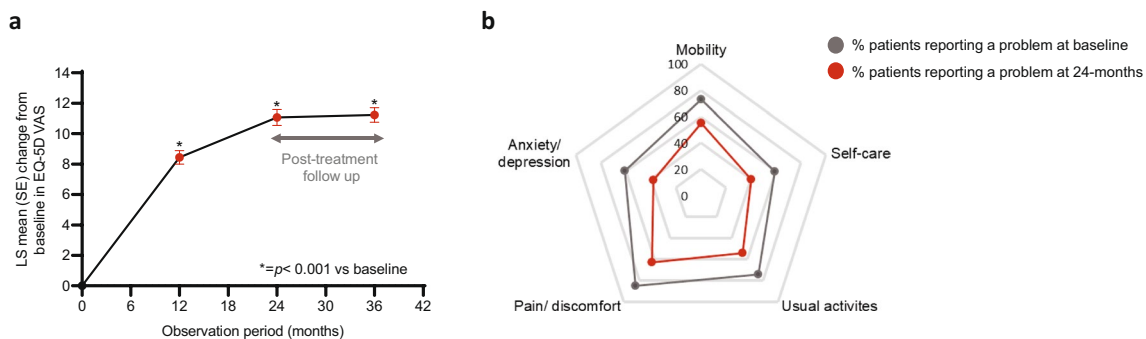 a
LS mean (SE) change from
baseline in EQ-5D VAS
14
12
10
8
6
4
2
0
*
*
*
Post-treatment
follow up
*=p< 0.001 vs baseline
0 6 12 18 24 30 36 42
Observation period (months)
b
% patients reporting a problem at baseline
% patients reporting a problem at 24-months
Mobility
100
80
60
40
20
0
Self-care
Usual activites
Pain/ discomfort
Anxiety/
depression